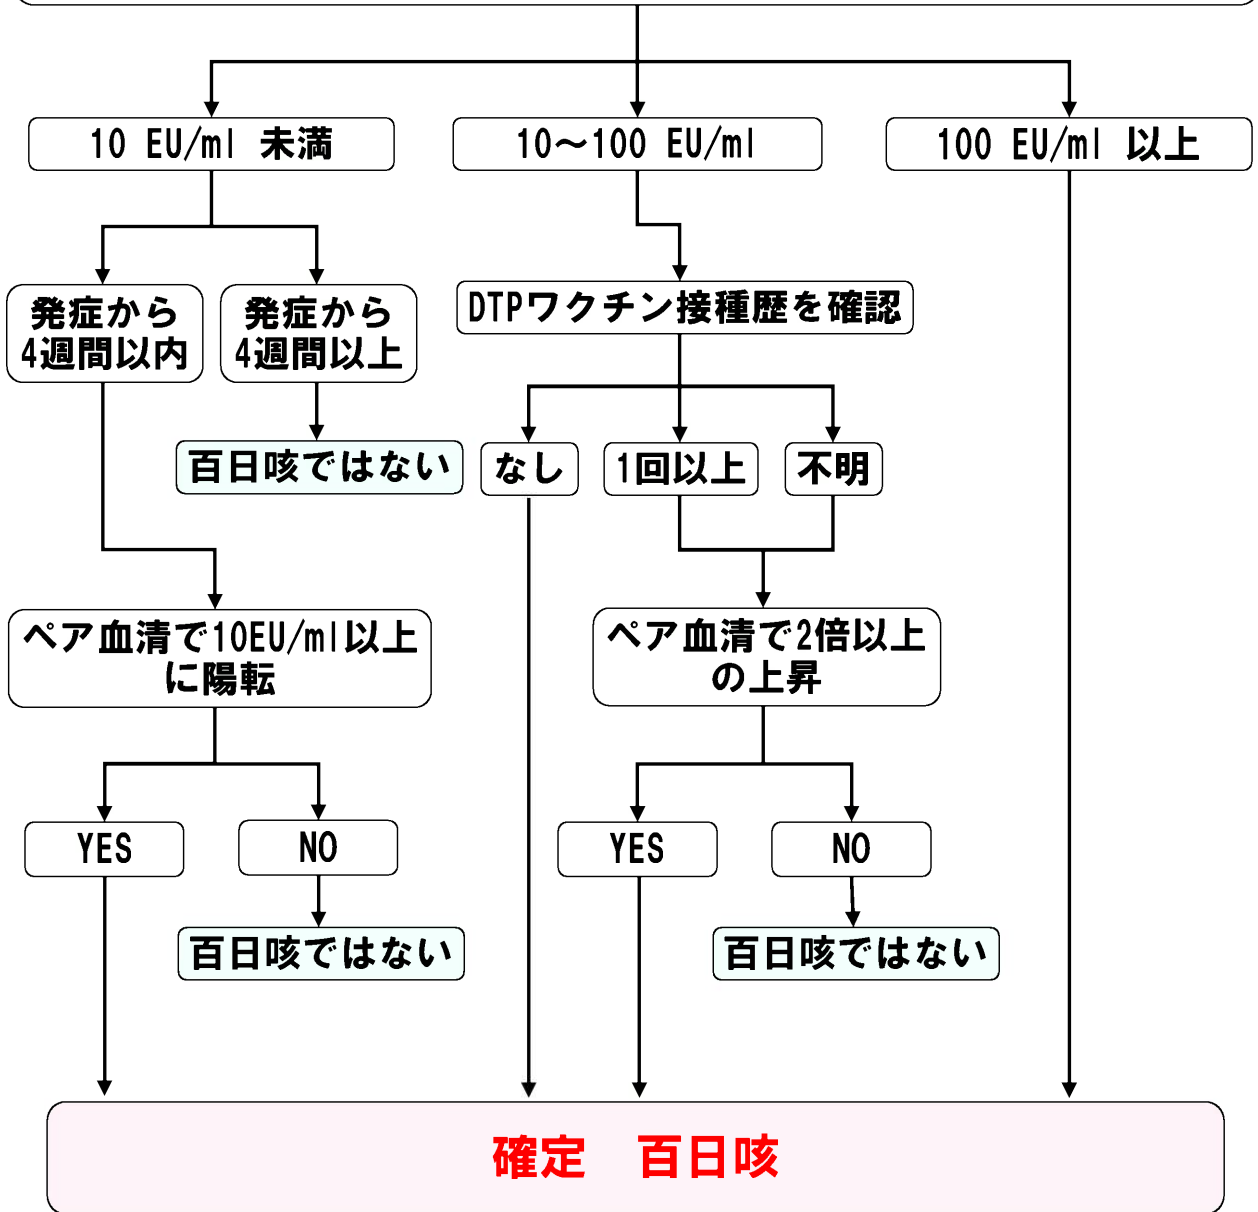 10 EU/ml 未満
10～100 EU/ml
100 EU/ml 以上
発症から
4週間以内
発症から
4週間以上
DTPワクチン接種歴を確認
百日咳ではない
なし
1回以上
不明
ペア血清で10EU/ml以上
に陽転
ペア血清で2倍以上
の上昇
YES
NO
YES
NO
百日咳ではない
百日咳ではない
確定　百日咳